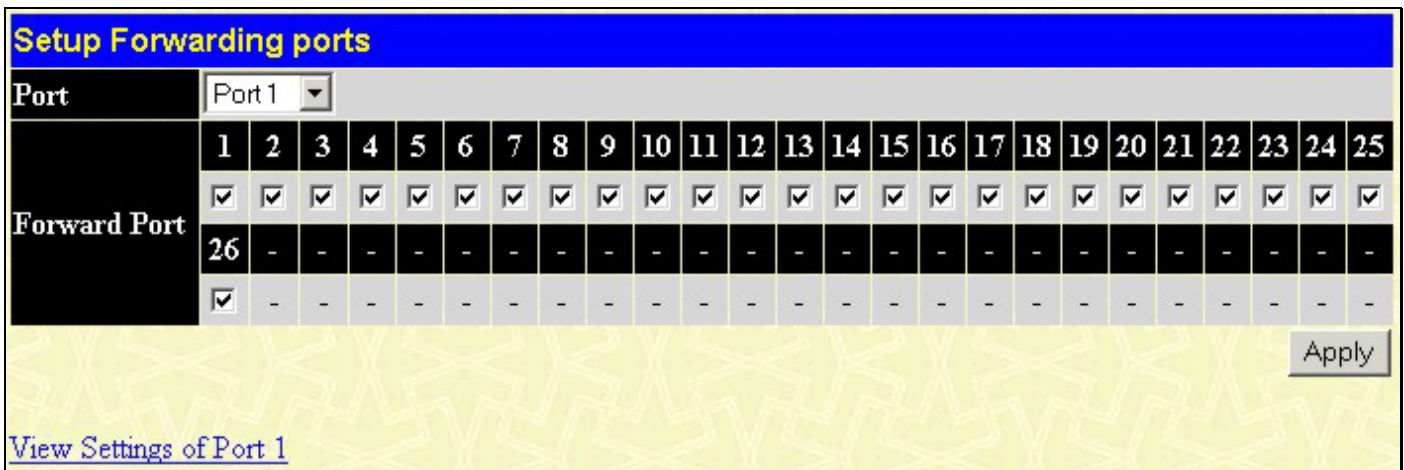 Setup Forwarding ports
Port Port 1
1 2 3 4 5 6 7 8 9 10 11 12 13 14 15 16 17 18 19 20 21 22 23 24 25
Forward Port
26 - - - - - - - - - - - - - - - - - - - - - - - -
- - - - - - - - - - - - - - - - - - - - - - - -
Apply
View Settings of Port 1